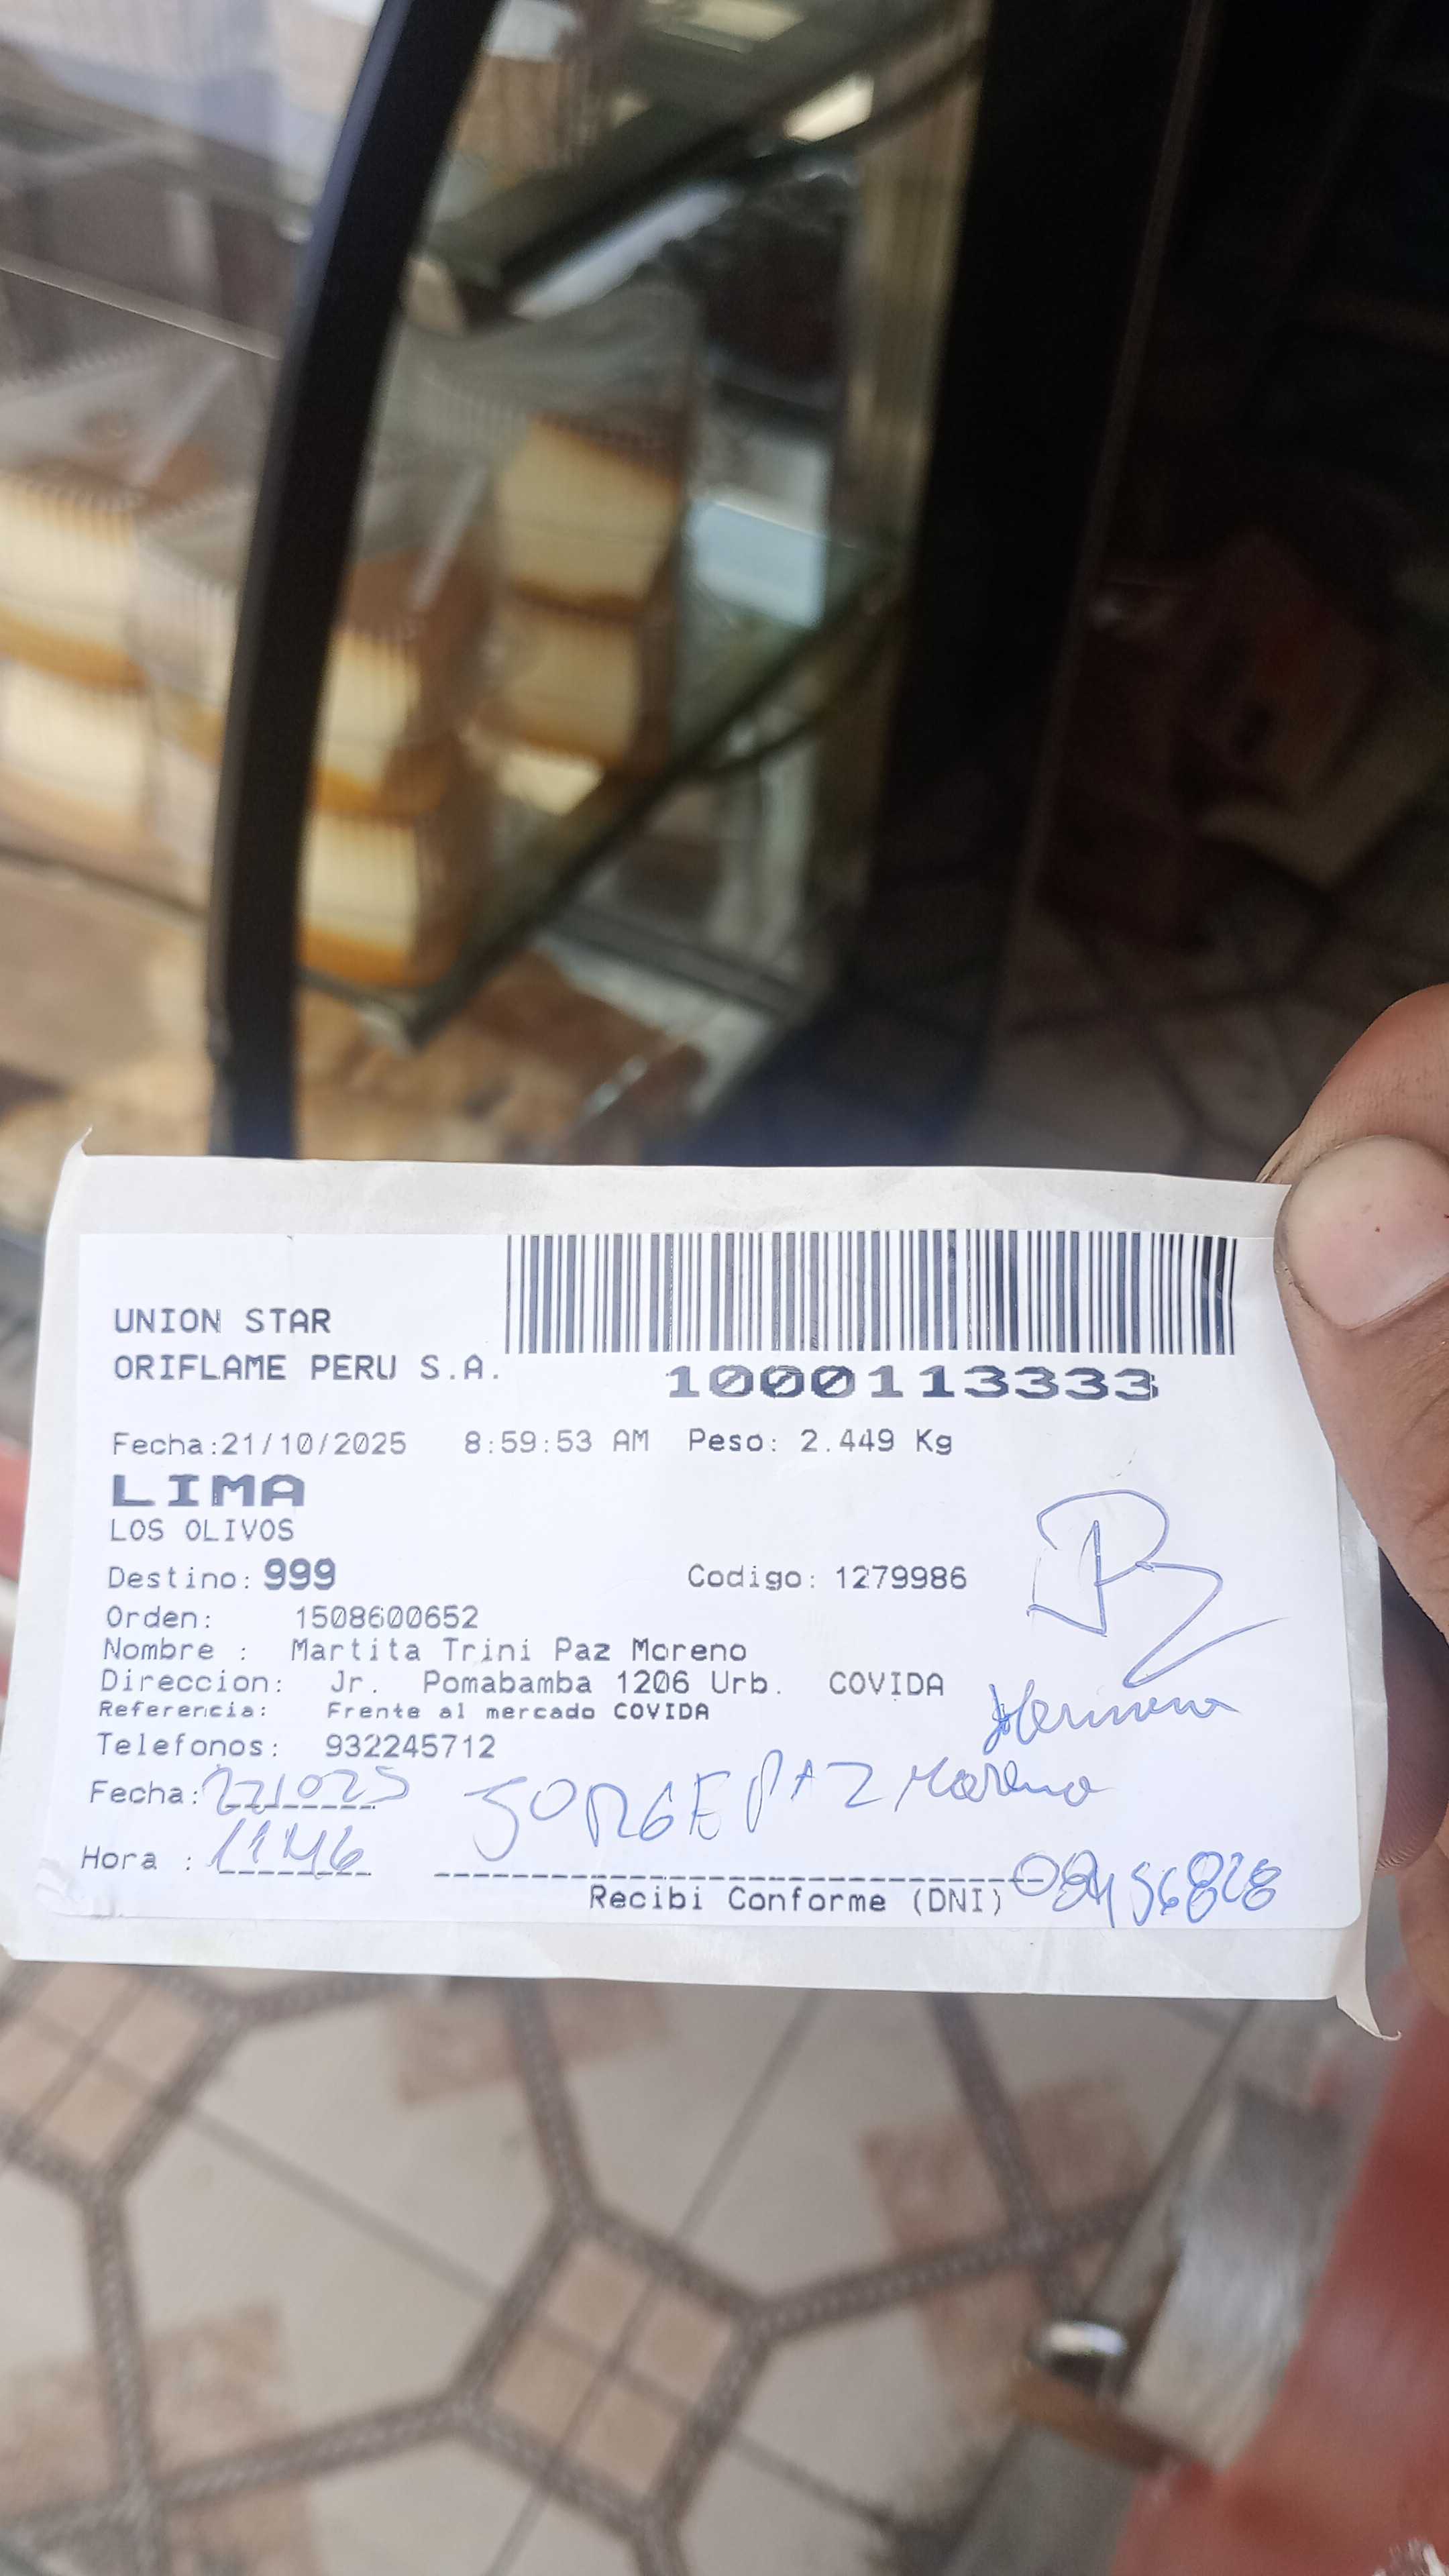 UNION STAR
ORIFLAME PERU S.A.
1000113333
Fecha:21/10/2025 8:59:53 AM Peso: 2.449 Kg
LIMA
LOS OLIVOS
Destino: 999 Codigo: 1279986
Orden: 1508600652
Nombre : Martita Trini Paz Moreno
Direccion: Jr. Pomabamba 1206 Urb. COVIDA
Referencia: Frente al mercado COVIDA
Hermana
Telefonos: 932245712
Fecha: 221025 JORGE PAZ Moreno
Hora : 1146
Recibi Conforme (DNI)